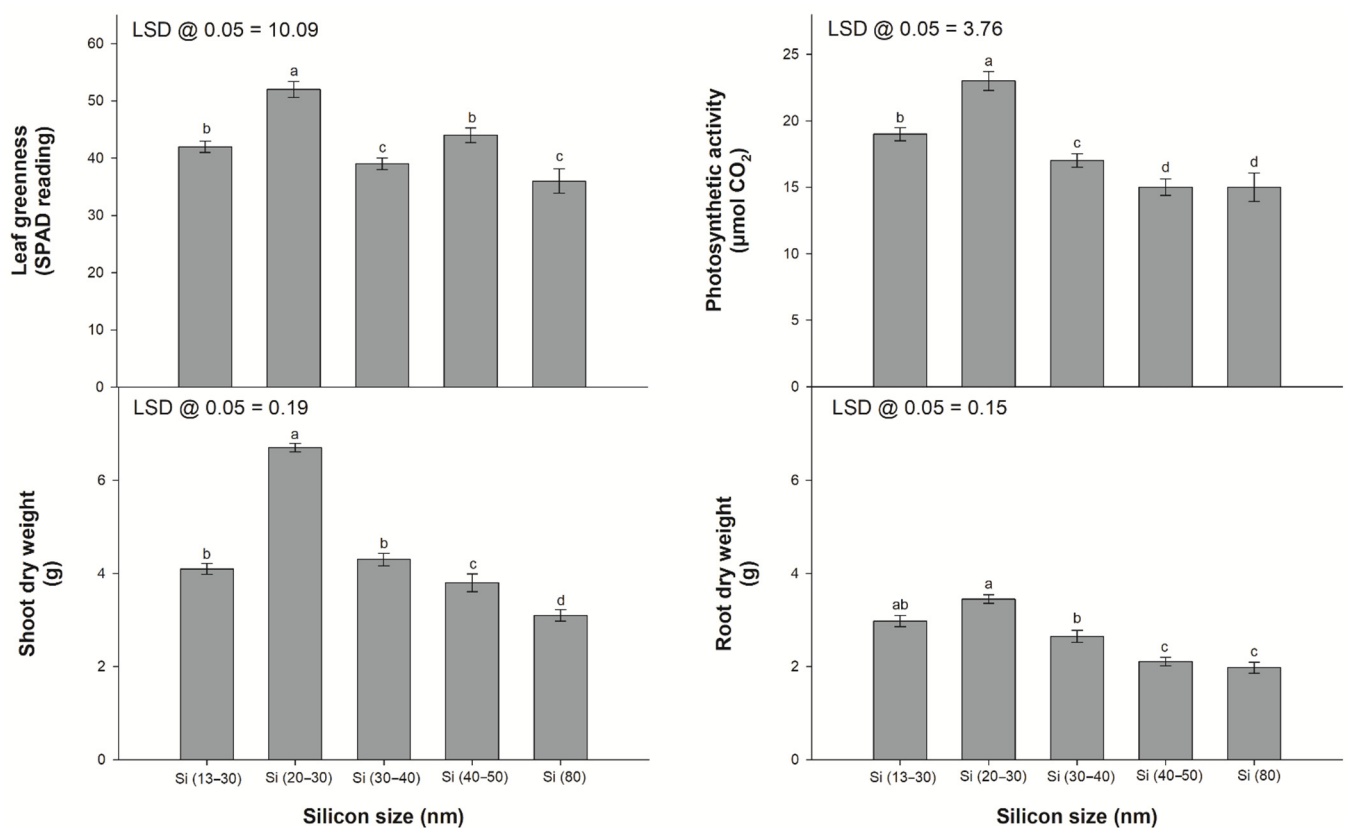 LSD @ 0.05 = 10.09
Leaf greenness
(SPAD reading)
60
50
40
30
20
10
0
b
a
c
b
c
LSD @ 0.05 = 3.76
Photosynthetic activity
(µmol CO₂)
25
20
15
10
5
0
b
a
c
d
d
LSD @ 0.05 = 0.19
Shoot dry weight
(g)
6
4
2
0
b
a
b
c
d
Si (13–30) Si (20–30) Si (30–40) Si (40–50) Si (80)
Silicon size (nm)
LSD @ 0.05 = 0.15
Root dry weight
(g)
6
4
2
0
ab
a
b
c
c
Si (13–30) Si (20–30) Si (30–40) Si (40–50) Si (80)
Silicon size (nm)